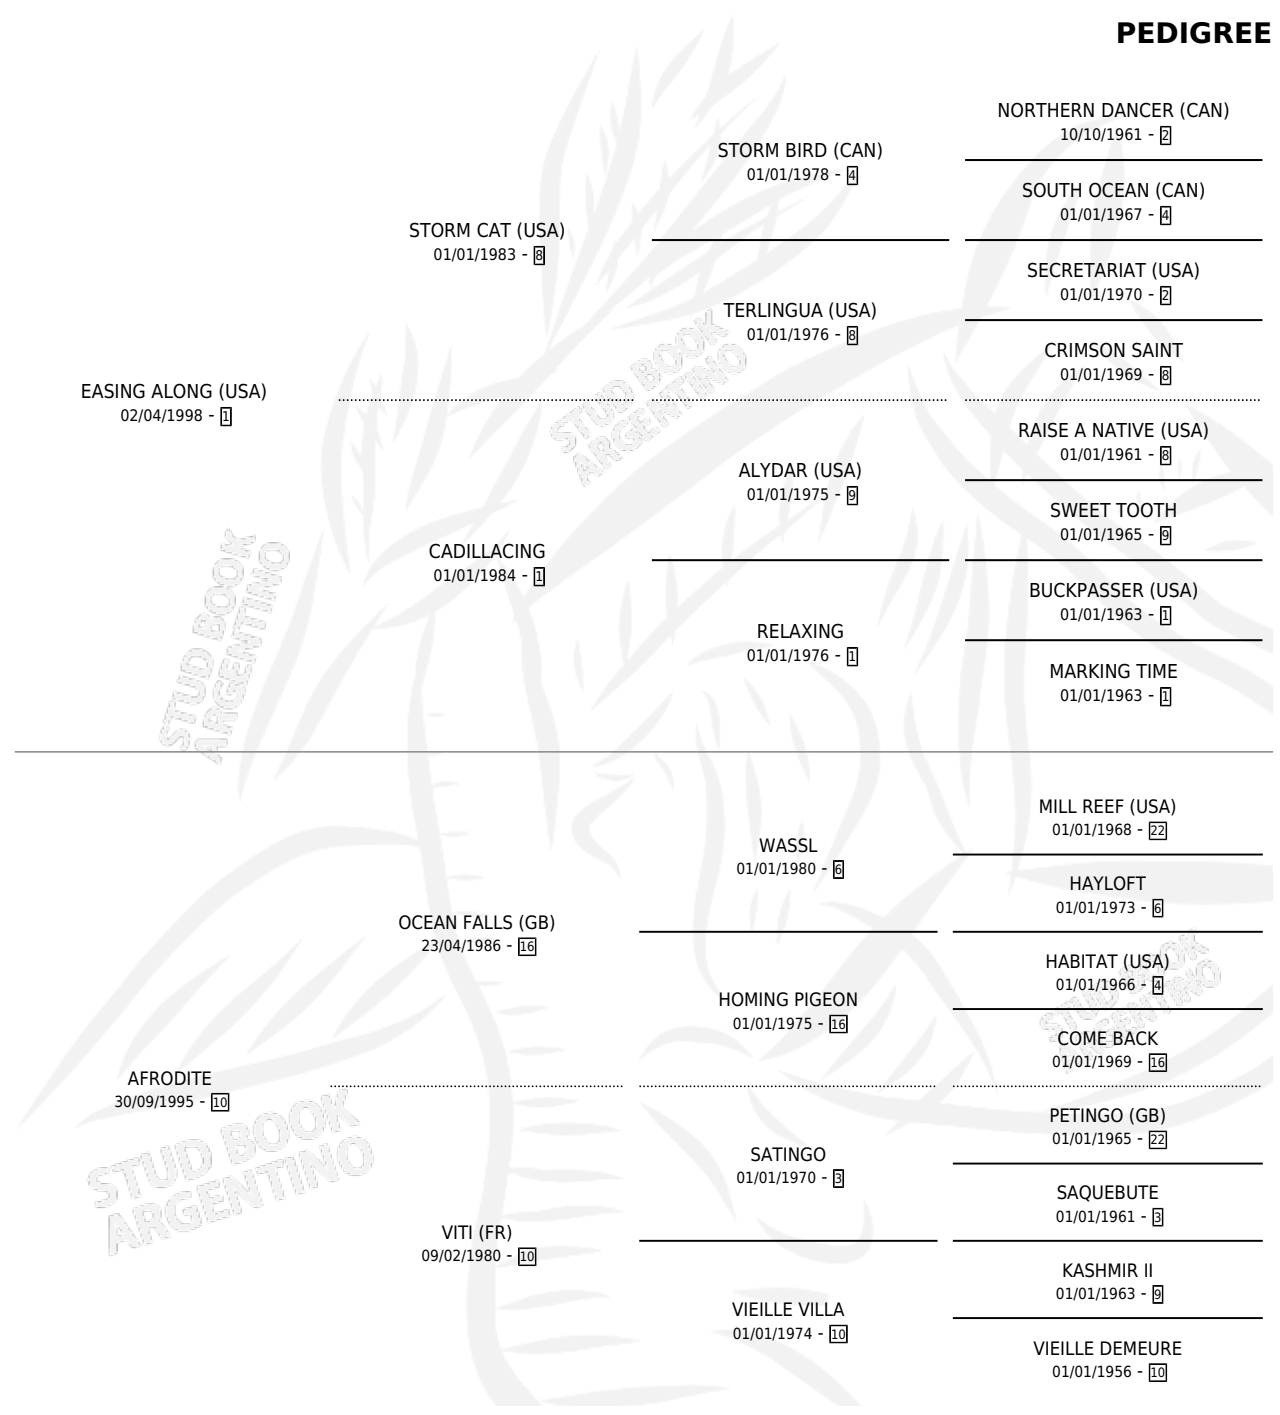 PEDIGREE
NORTHERN DANCER (CAN)
10/10/1961 - 2
STORM BIRD (CAN)
01/01/1978 - 4
SOUTH OCEAN (CAN)
01/01/1967 - 4
STORM CAT (USA)
01/01/1983 - 8
SECRETARIAT (USA)
01/01/1970 - 2
TERLINGUA (USA)
01/01/1976 - 8
CRIMSON SAINT
01/01/1969 - 8
EASING ALONG (USA)
02/04/1998 - 1
STUD BOOK
ARGENTINO
RAISE A NATIVE (USA)
01/01/1961 - 8
ALYDAR (USA)
01/01/1975 - 9
SWEET TOOTH
01/01/1965 - 9
CADILLACING
01/01/1984 - 1
BUCKPASSER (USA)
01/01/1963 - 1
RELAXING
01/01/1976 - 1
MARKING TIME
01/01/1963 - 1
STUD BOOK
ARGENTINO
MILL REEF (USA)
01/01/1968 - 22
WASSL
01/01/1980 - 6
HAYLOFT
01/01/1973 - 6
OCEAN FALLS (GB)
23/04/1986 - 16
HABITAT (USA)
01/01/1966 - 4
HOMING PIGEON
01/01/1975 - 16
STUD BOOK
ARGENTINO
COME BACK
01/01/1969 - 16
AFRODITE
30/09/1995 - 10
PETINGO (GB)
01/01/1965 - 22
SATINGO
01/01/1970 - 3
STUD BOOK
ARGENTINO
SAQUEBUTE
01/01/1961 - 3
VITI (FR)
09/02/1980 - 10
KASHMIR II
01/01/1963 - 9
VIEILLE VILLA
01/01/1974 - 10
VIEILLE DEMEURE
01/01/1956 - 10